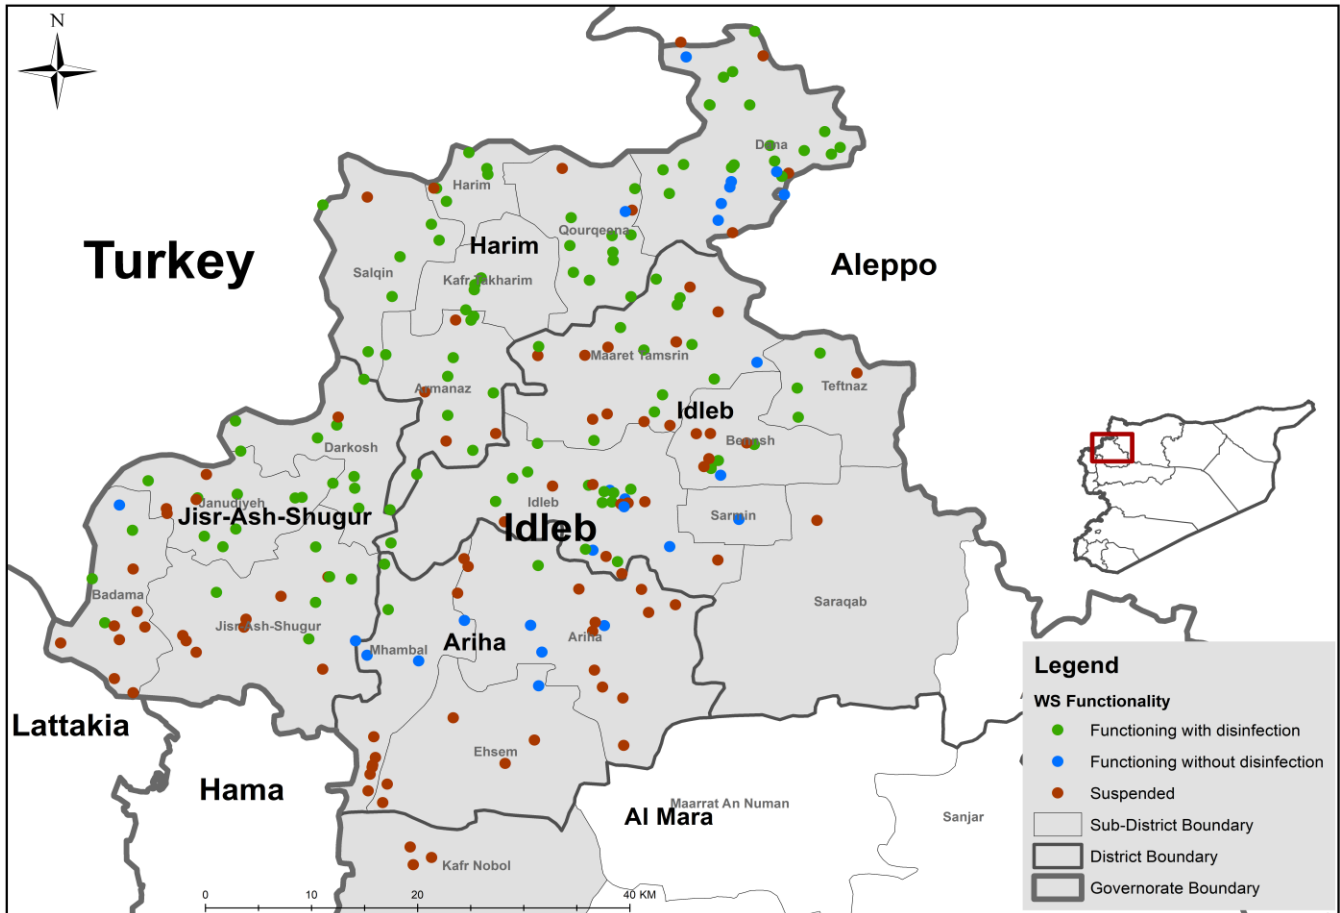 N
Dana
Harim
Qourqeena
Harim
Turkey
Aleppo
Salqin
Kafr Takharim
Maaret Tamsrin
Teftnaz
Armanaz
Idleb
Benesh
Darkosh
Janudiyeh
Idleb
Jisr-Ash-Shugur
Sarmin
Idleb
Badama
Saraqab
Jisr-Ash-Shugur
Ariha
Ariha
Mhambal
Lattakia
Ehsem
Hama
Maarrat An Numan
Al Mara
Sanjar
Kafr Nobol
0 10 20 40 KM
Legend
WS Functionality
Functioning with disinfection
Functioning without disinfection
Suspended
Sub-District Boundary
District Boundary
Governorate Boundary